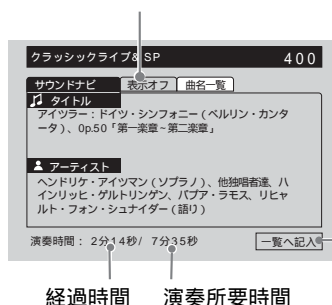 クラッシックライブ& SP 400
サウンドナビ 表示オフ 曲名一覧
タイトル
アイツラー：ドイツ・シンフォニー（ベルリン・カンタ
ータ）、Op.50「第一楽章～第二楽章」
アーティスト
ヘンドリケ・アイツマン（ソプラノ）、他独唱者達、ハ
インリッヒ・ゲルトリンゲン、パブア・ラモス、リヒャ
ルト・フォン・シュナイダー（語り）
演奏時間： 2分14秒/ 7分35秒 一覧へ記入
経過時間 演奏所要時間